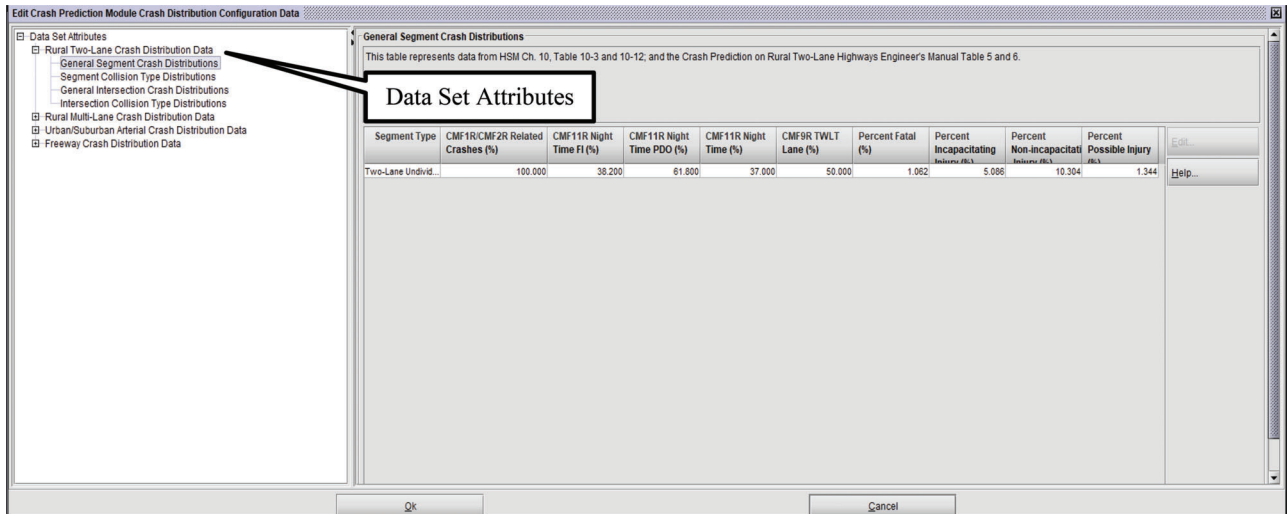 Edit Crash Prediction Module Crash Distribution Configuration Data
Data Set Attributes
Rural Two-Lane Crash Distribution Data
General Segment Crash Distributions
Segment Collision Type Distributions
General Intersection Crash Distributions
Intersection Collision Type Distributions
Rural Multi-Lane Crash Distribution Data
Urban/Suburban Arterial Crash Distribution Data
Freeway Crash Distribution Data
General Segment Crash Distributions
This table represents data from HSM Ch. 10, Table 10-3 and 10-12; and the Crash Prediction on Rural Two-Lane Highways Engineer's Manual Table 5 and 6.
Data Set Attributes
Segment Type CMF1R/CMF2R Related CMF11R Night CMF11R Night CMF11R Night CMF9R TWLT Percent Fatal Percent Percent Percent
Crashes (%) Time FI (%) Time PDO (%) Time (%) Lane (%) (%) Incapacitating Non-incapacitati Possible Injury
Injury (%) Injury (%) (%)
Two-Lane Undivid... 100.000 38.200 61.800 37.000 50.000 1.062 5.086 10.304 1.344
Edit...
Help...
Ok Cancel